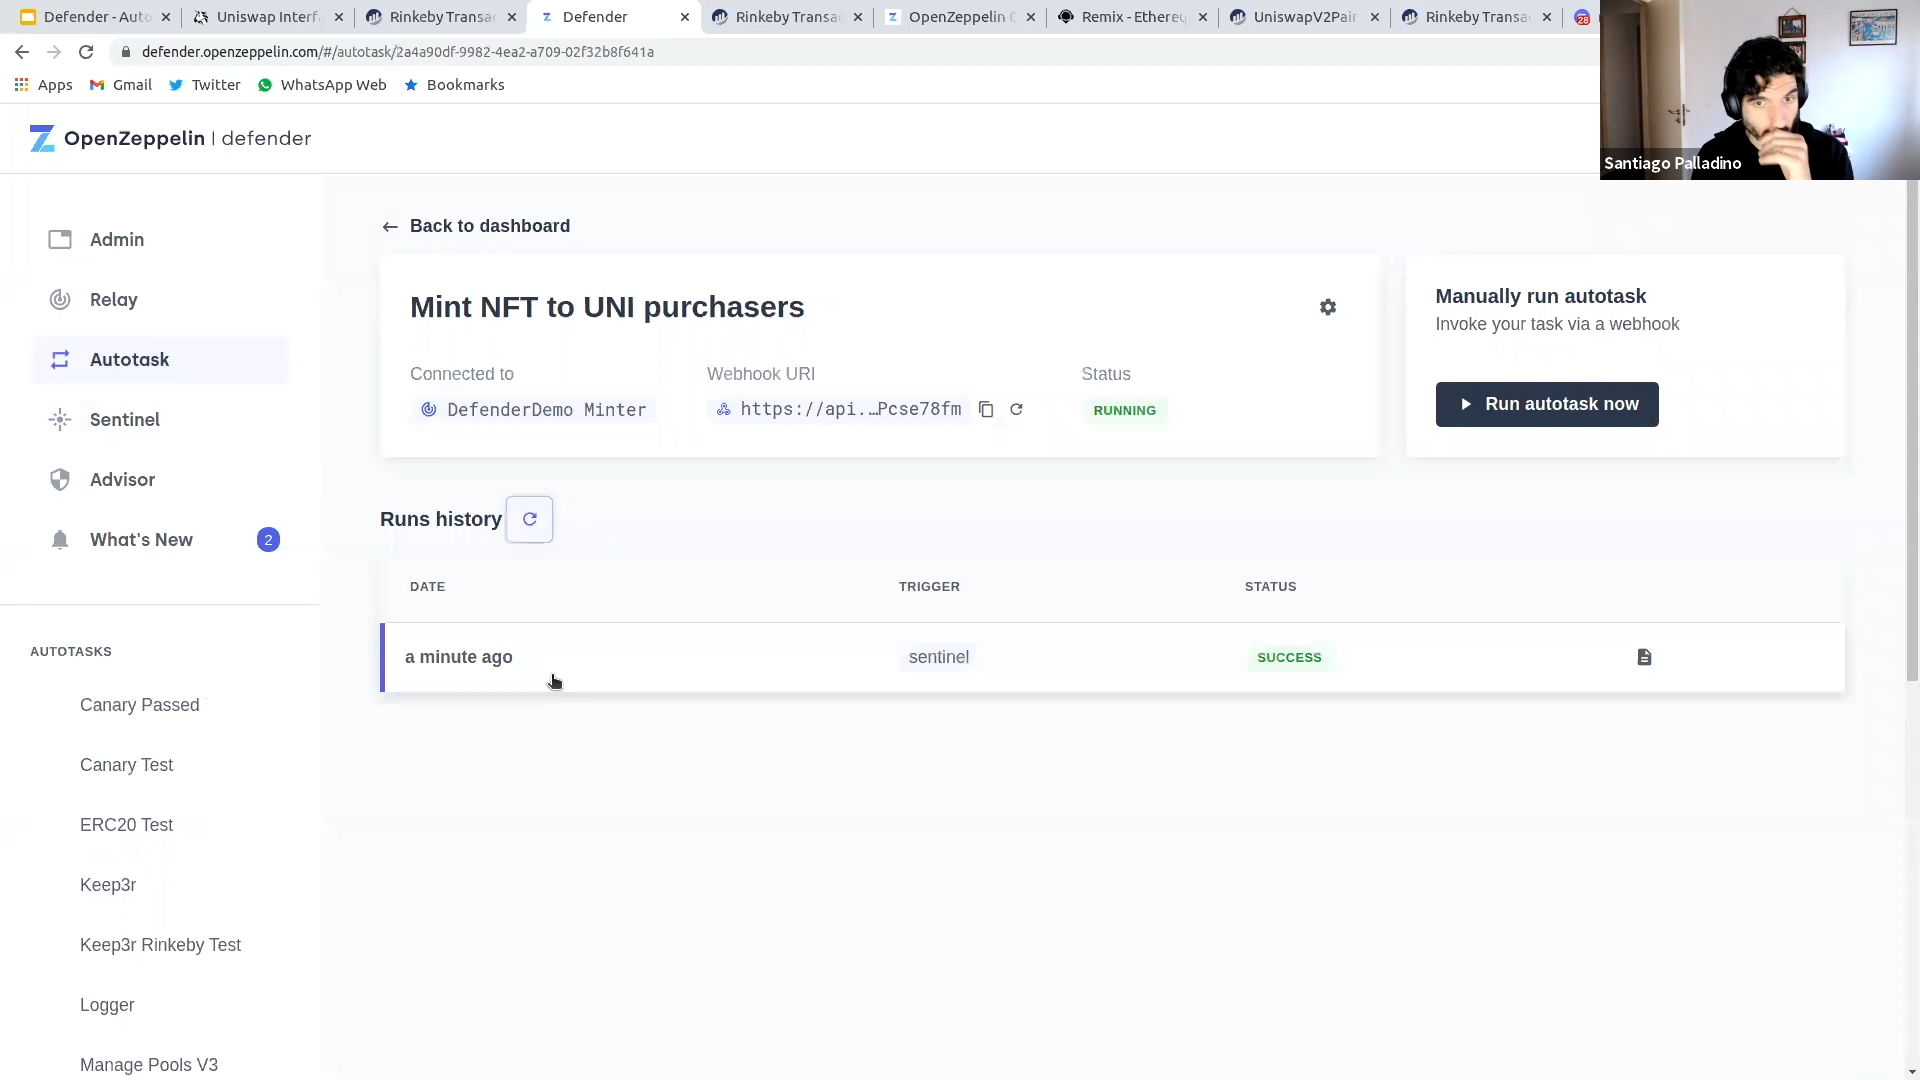 Defender - Auto
Uniswap Interf
Rinkeby Transa
Defender
Rinkeby Transa
OpenZeppelin C
Remix - Ethereu
UniswapV2Pair
Rinkeby Transa
28
defender.openzeppelin.com/#/autotask/2a4a90df-9982-4ea2-a709-02f32b8f641a
Apps
Gmail
Twitter
WhatsApp Web
Bookmarks
OpenZeppelin | defender
Santiago Palladino
Admin
Relay
Autotask
Sentinel
Advisor
What's New
2
AUTOTASKS
Canary Passed
Canary Test
ERC20 Test
Keep3r
Keep3r Rinkeby Test
Logger
Manage Pools V3
← Back to dashboard
Mint NFT to UNI purchasers
Connected to
DefenderDemo Minter
Webhook URI
https://api.…Pcse78fm
Status
RUNNING
Manually run autotask
Invoke your task via a webhook
Run autotask now
Runs history
DATE
TRIGGER
STATUS
a minute ago
sentinel
SUCCESS